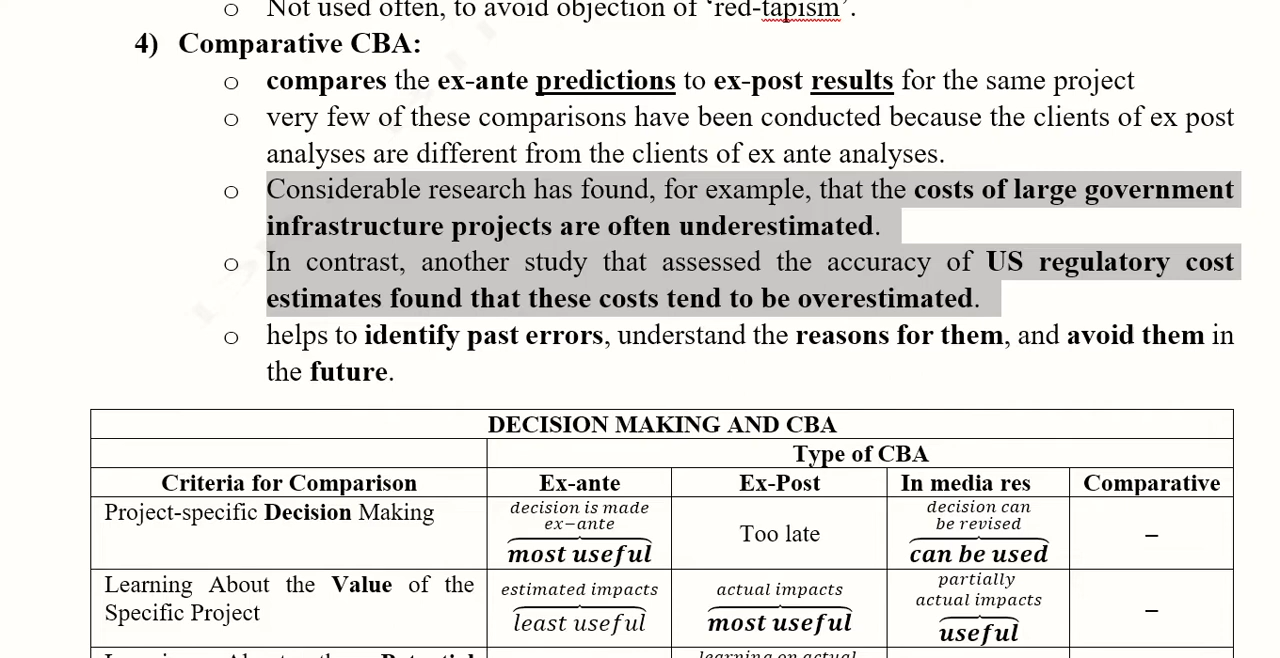 o Not used often, to avoid objection of ‘red-tapism’.
4) Comparative CBA:
o compares the ex-ante predictions to ex-post results for the same project
o very few of these comparisons have been conducted because the clients of ex post
analyses are different from the clients of ex ante analyses.
o Considerable research has found, for example, that the costs of large government
infrastructure projects are often underestimated.
o In contrast, another study that assessed the accuracy of US regulatory cost
estimates found that these costs tend to be overestimated.
o helps to identify past errors, understand the reasons for them, and avoid them in
the future.
DECISION MAKING AND CBA
Type of CBA
Criteria for Comparison Ex-ante Ex-Post In media res Comparative
Project-specific Decision Making
decision is made
ex−ante
most useful
Too late
decision can
be revised
can be used
–
Learning About the Value of the
Specific Project
estimated impacts
least useful
actual impacts
most useful
partially
actual impacts
useful
–
learning on actual